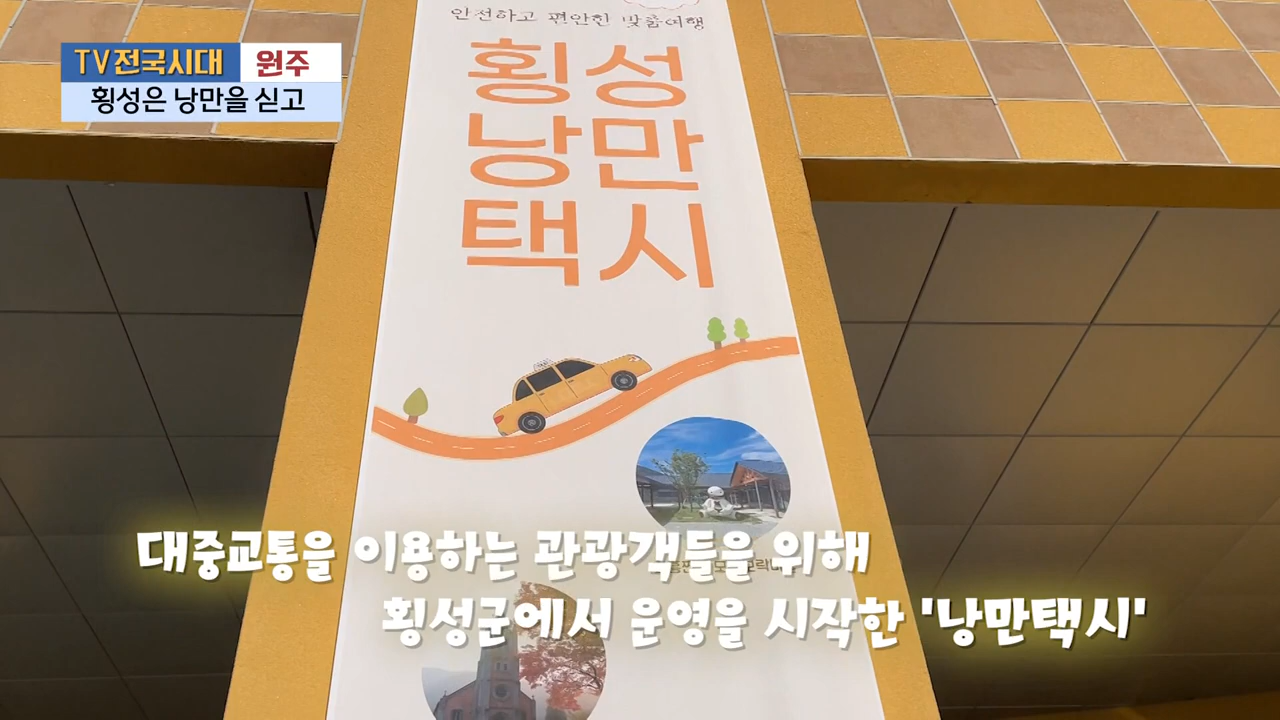 안전하고 편안한 맞춤여행
TV전국시대 원주
횡성은 낭만을 싣고
횡성
낭만
택시
대중교통을 이용하는 관광객들을 위해
횡성군에서 운영을 시작한 '낭만택시'